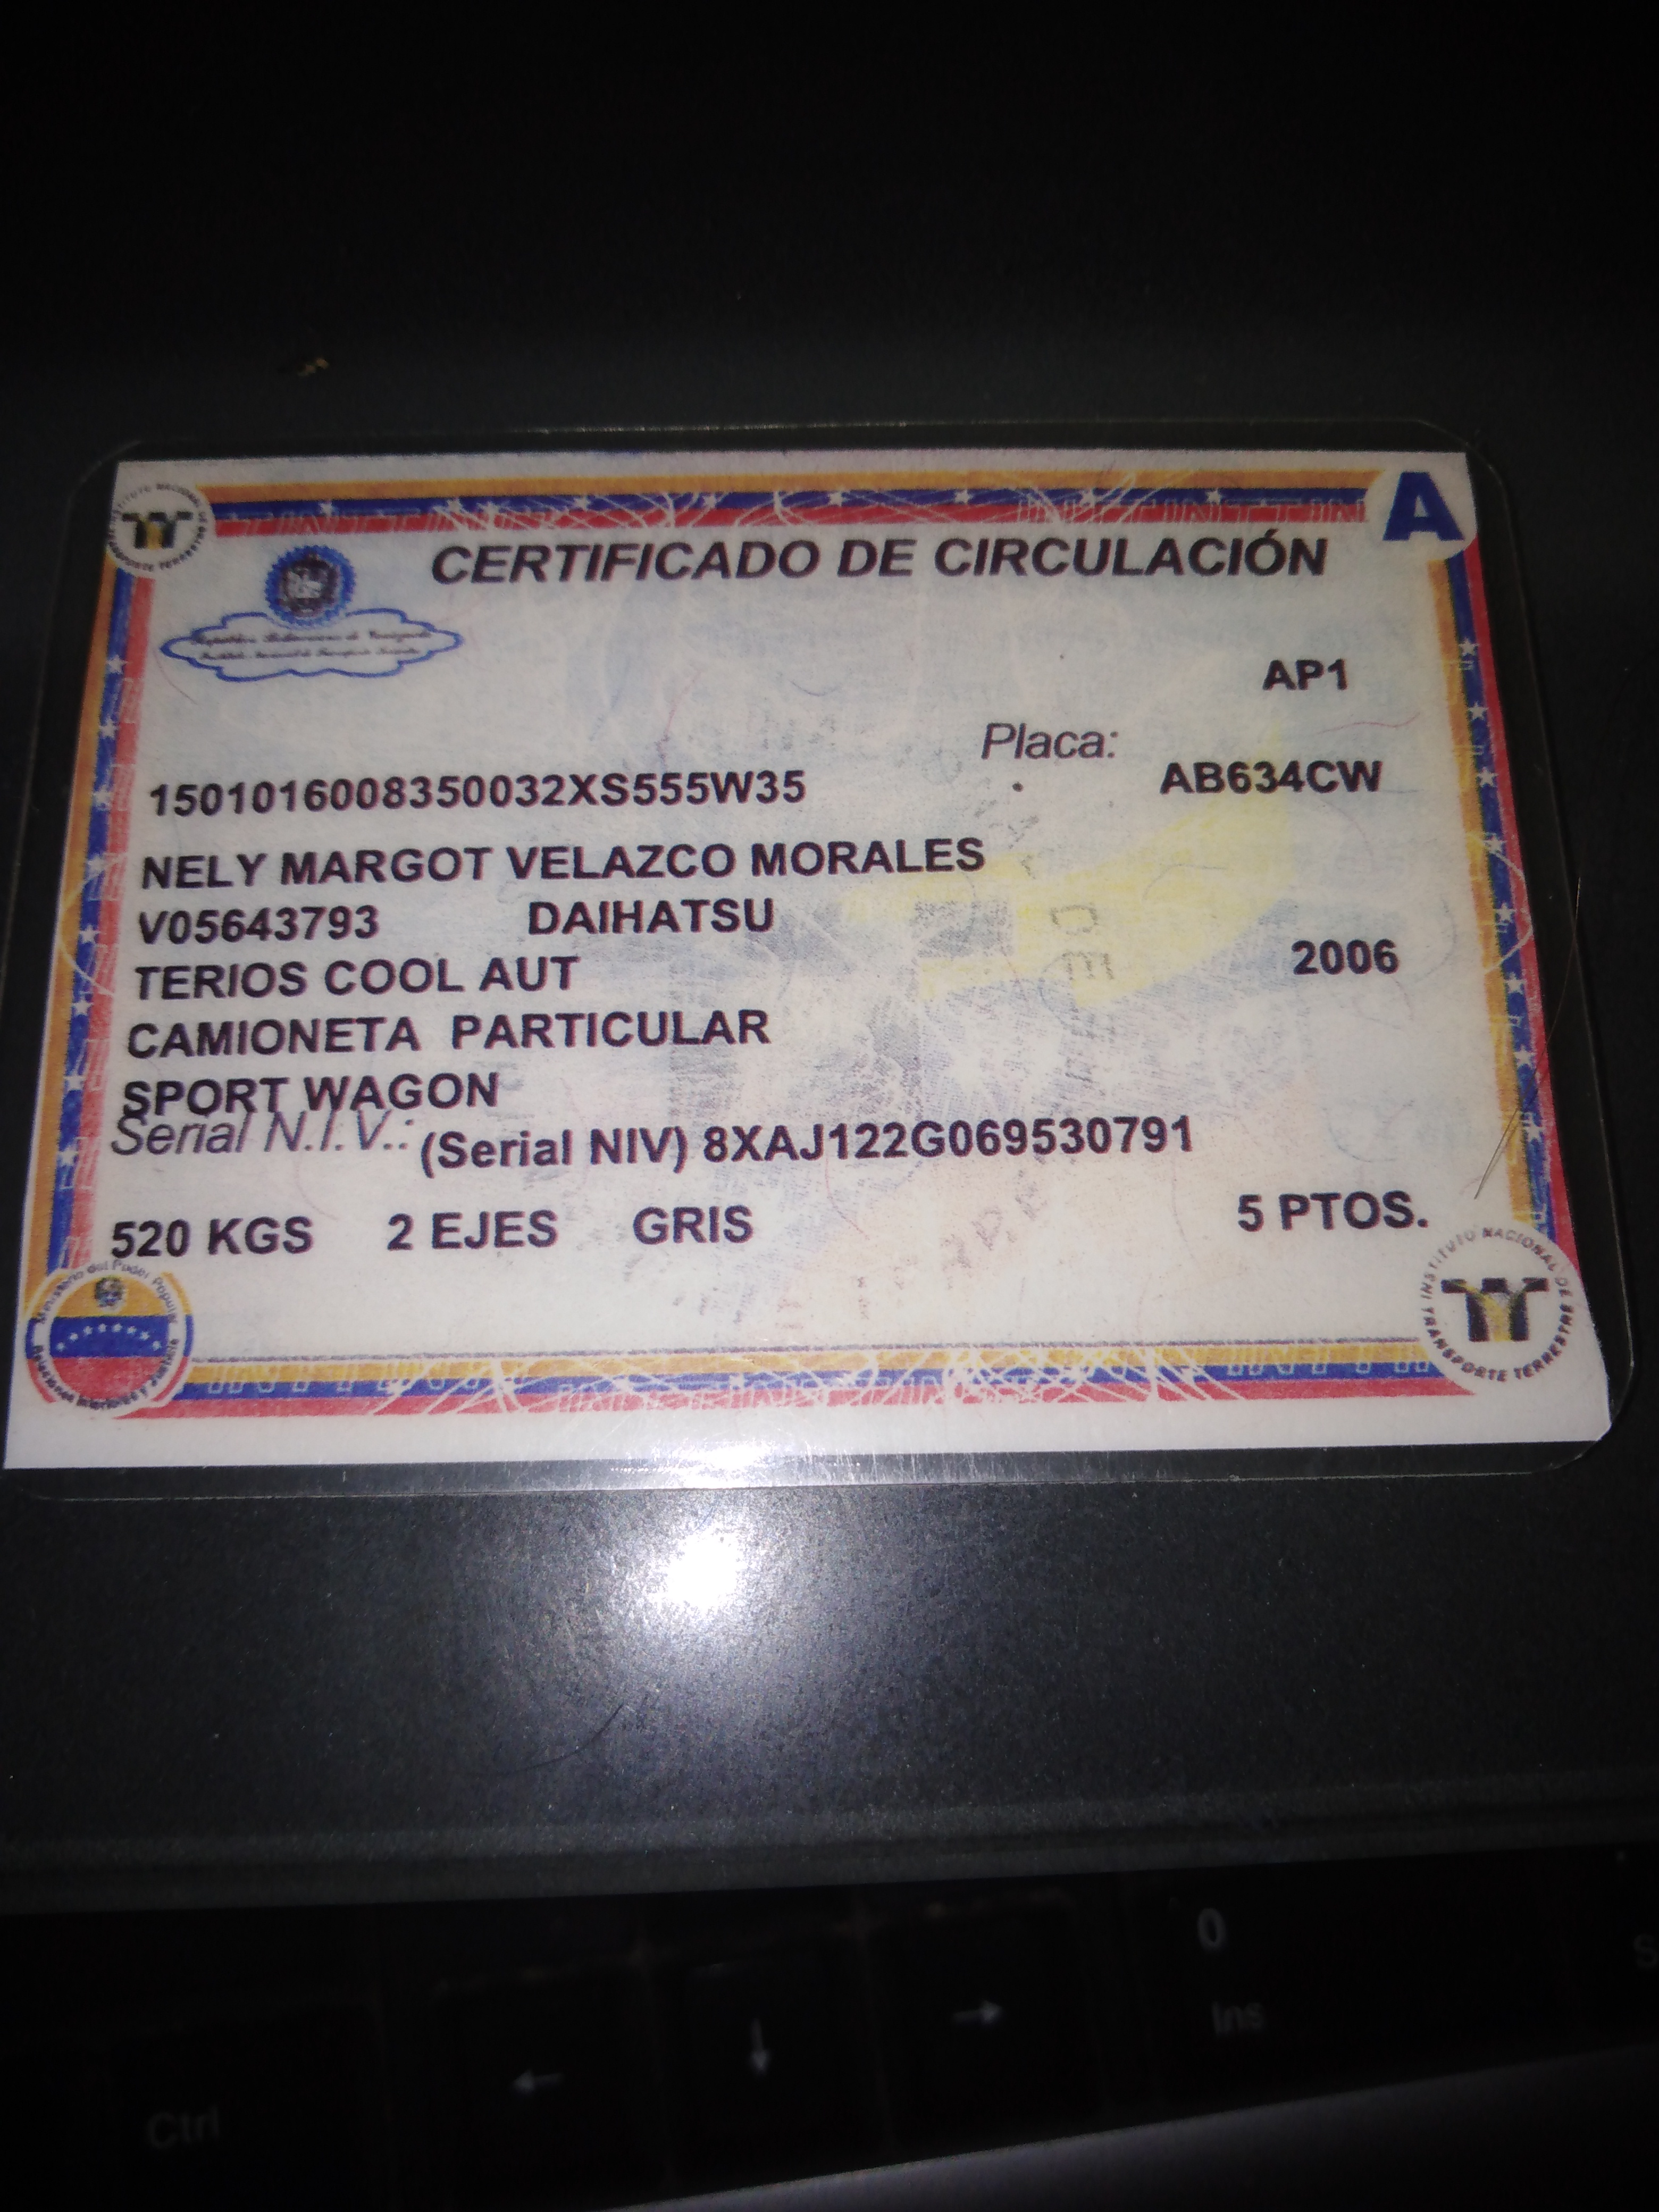 INSTITUTO NACIONAL DE TRANSPORTE TERRESTRE
A
CERTIFICADO DE CIRCULACIÓN
República Bolivariana de Venezuela
Instituto Nacional de Transporte Terrestre
AP1
Placa:
1501016008350032XS555W35 AB634CW
NELY MARGOT VELAZCO MORALES
V05643793 DAIHATSU
TERIOS COOL AUT 2006
CAMIONETA PARTICULAR
SPORT WAGON
Serial N.I.V.: (Serial NIV) 8XAJ122G069530791
520 KGS 2 EJES GRIS 5 PTOS.
Ministerio del Poder Popular
Relaciones Interiores y Justicia
INSTITUTO NACIONAL DE TRANSPORTE TERRESTRE
0
Ins
→
← ↓
Ctrl